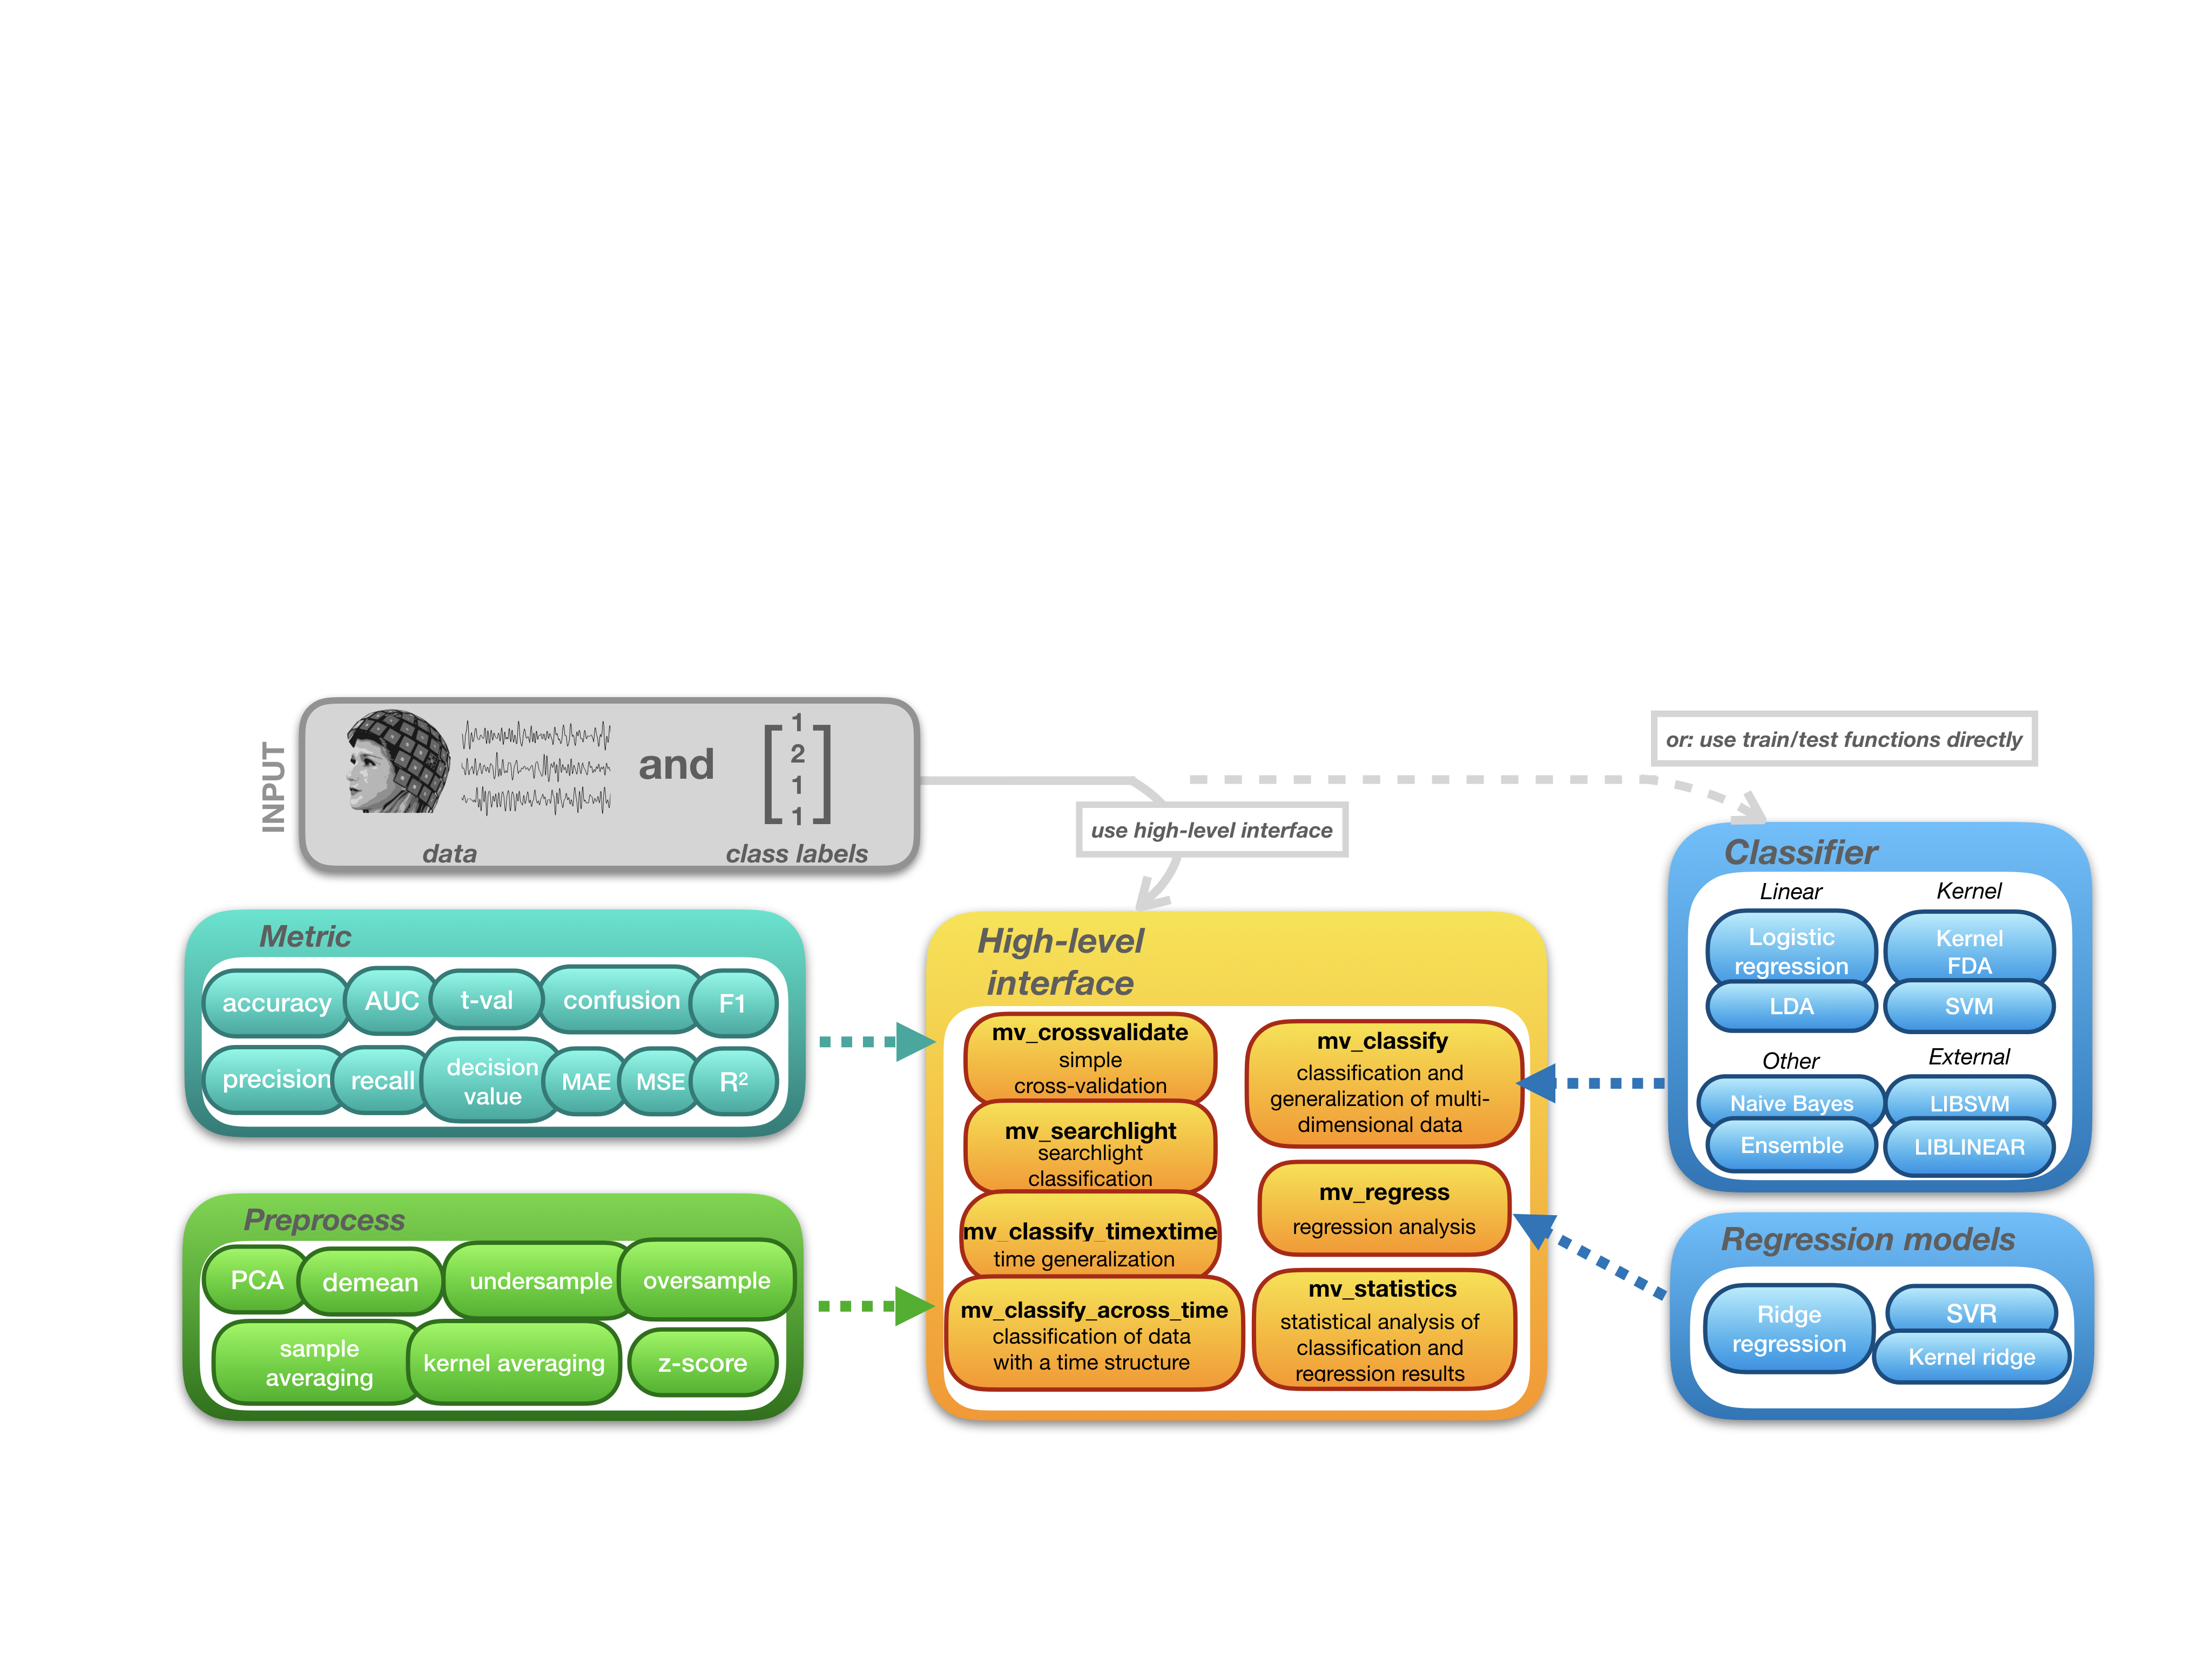 INPUT
and
1
2
1
1
data
class labels
use high-level interface
or: use train/test functions directly
Metric
accuracy
AUC
t-val
confusion
F1
precision
recall
decision
value
MAE
MSE
R²
Preprocess
PCA
demean
undersample
oversample
sample
averaging
kernel averaging
z-score
High-level
interface
mv_crossvalidate
simple
cross-validation
mv_searchlight
searchlight
classification
mv_classify_timextime
time generalization
mv_classify_across_time
classification of data
with a time structure
mv_classify
classification and
generalization of multi-
dimensional data
mv_regress
regression analysis
mv_statistics
statistical analysis of
classification and
regression results
Classifier
Linear
Logistic
regression
LDA
Kernel
Kernel
FDA
SVM
Other
Naive Bayes
Ensemble
External
LIBSVM
LIBLINEAR
Regression models
Ridge
regression
SVR
Kernel ridge